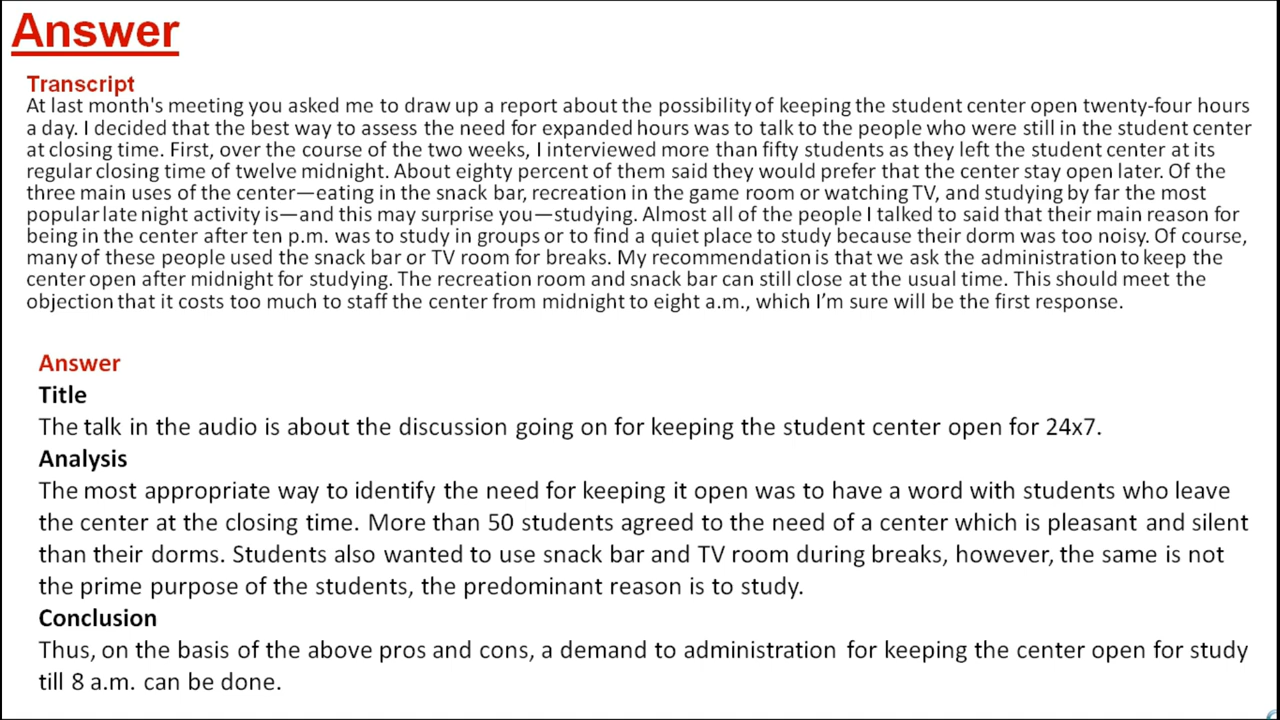 Answer
Transcript
At last month's meeting you asked me to draw up a report about the possibility of keeping the student center open twenty-four hours
a day. I decided that the best way to assess the need for expanded hours was to talk to the people who were still in the student center
at closing time. First, over the course of the two weeks, I interviewed more than fifty students as they left the student center at its
regular closing time of twelve midnight. About eighty percent of them said they would prefer that the center stay open later. Of the
three main uses of the center—eating in the snack bar, recreation in the game room or watching TV, and studying by far the most
popular late night activity is—and this may surprise you—studying. Almost all of the people I talked to said that their main reason for
being in the center after ten p.m. was to study in groups or to find a quiet place to study because their dorm was too noisy. Of course,
many of these people used the snack bar or TV room for breaks. My recommendation is that we ask the administration to keep the
center open after midnight for studying. The recreation room and snack bar can still close at the usual time. This should meet the
objection that it costs too much to staff the center from midnight to eight a.m., which I'm sure will be the first response.
Answer
Title
The talk in the audio is about the discussion going on for keeping the student center open for 24x7.
Analysis
The most appropriate way to identify the need for keeping it open was to have a word with students who leave
the center at the closing time. More than 50 students agreed to the need of a center which is pleasant and silent
than their dorms. Students also wanted to use snack bar and TV room during breaks, however, the same is not
the prime purpose of the students, the predominant reason is to study.
Conclusion
Thus, on the basis of the above pros and cons, a demand to administration for keeping the center open for study
till 8 a.m. can be done.